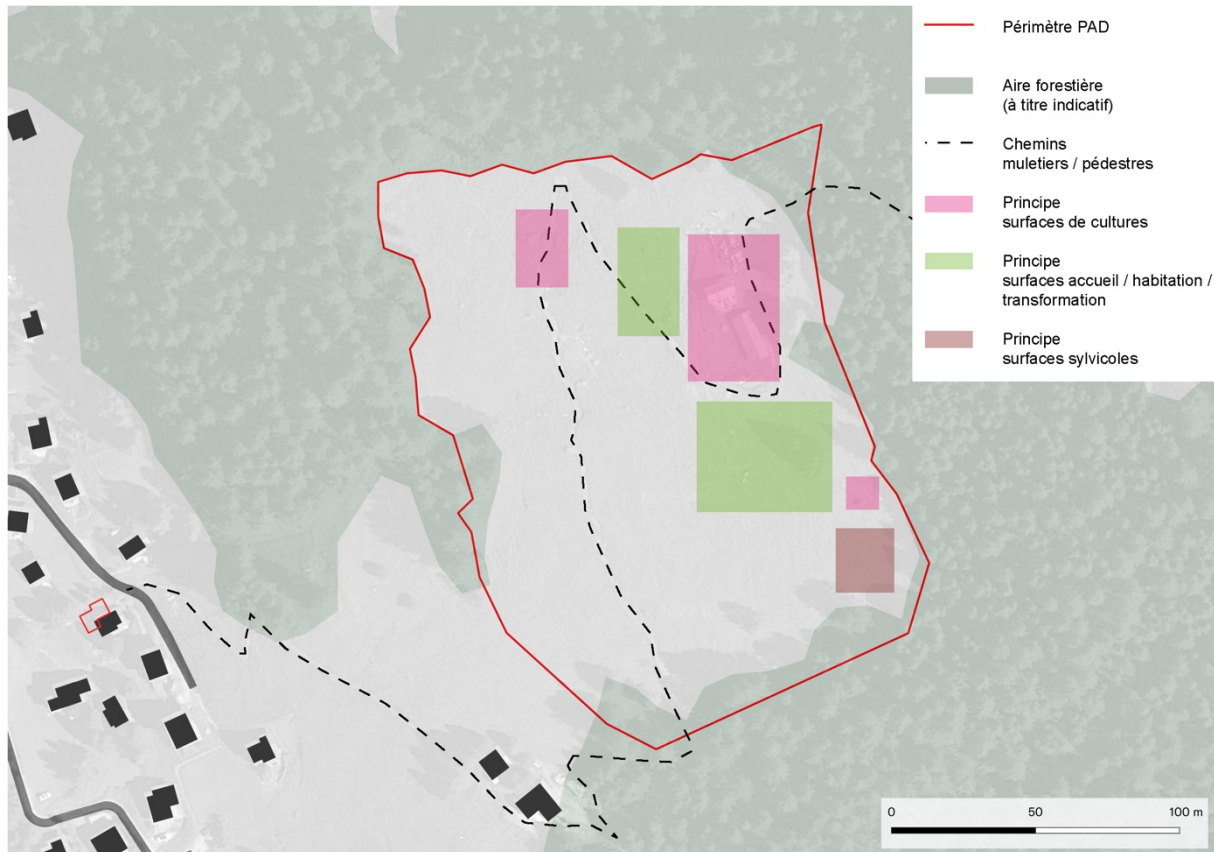 Périmètre PAD
Aire forestière
(à titre indicatif)
Chemins
muletiers / pédestres
Principe
surfaces de cultures
Principe
surfaces accueil / habitation /
transformation
Principe
surfaces sylvicoles
0 50 100 m